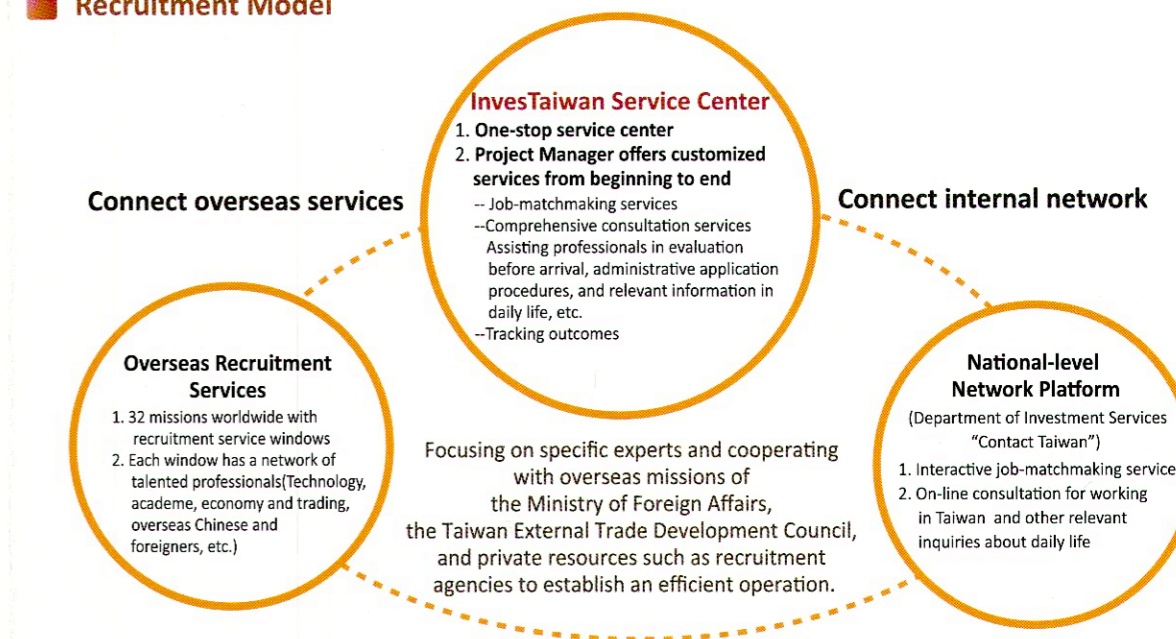 Recruitment Model
InvesTaiwan Service Center
1. One-stop service center
2. Project Manager offers customized
services from beginning to end
-- Job-matchmaking services
--Comprehensive consultation services
Assisting professionals in evaluation
before arrival, administrative application
procedures, and relevant information in
daily life, etc.
--Tracking outcomes
Connect overseas services
Connect internal network
Overseas Recruitment
Services
1. 32 missions worldwide with
recruitment service windows
2. Each window has a network of
talented professionals(Technology,
academe, economy and trading,
overseas Chinese and
foreigners, etc.)
Focusing on specific experts and cooperating
with overseas missions of
the Ministry of Foreign Affairs,
the Taiwan External Trade Development Council,
and private resources such as recruitment
agencies to establish an efficient operation.
National-level
Network Platform
(Department of Investment Services
“Contact Taiwan”)
1. Interactive job-matchmaking service
2. On-line consultation for working
in Taiwan and other relevant
inquiries about daily life